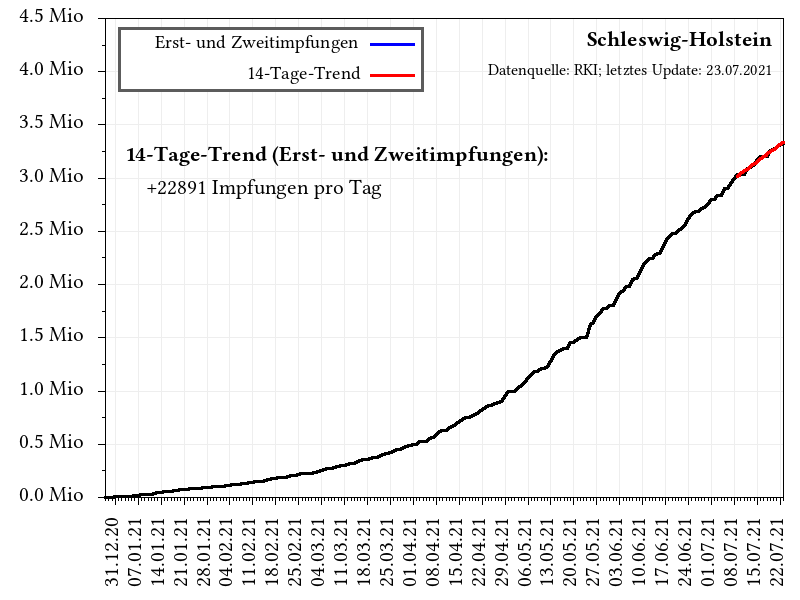 4.5 Mio
4.0 Mio
3.5 Mio
3.0 Mio
2.5 Mio
2.0 Mio
1.5 Mio
1.0 Mio
0.5 Mio
0.0 Mio
Erst- und Zweitimpfungen
14-Tage-Trend
Schleswig-Holstein
Datenquelle: RKI; letztes Update: 23.07.2021
14-Tage-Trend (Erst- und Zweitimpfungen):
+22891 Impfungen pro Tag
31.12.20
07.01.21
14.01.21
21.01.21
28.01.21
04.02.21
11.02.21
18.02.21
25.02.21
04.03.21
11.03.21
18.03.21
25.03.21
01.04.21
08.04.21
15.04.21
22.04.21
29.04.21
06.05.21
13.05.21
20.05.21
27.05.21
03.06.21
10.06.21
17.06.21
24.06.21
01.07.21
08.07.21
15.07.21
22.07.21